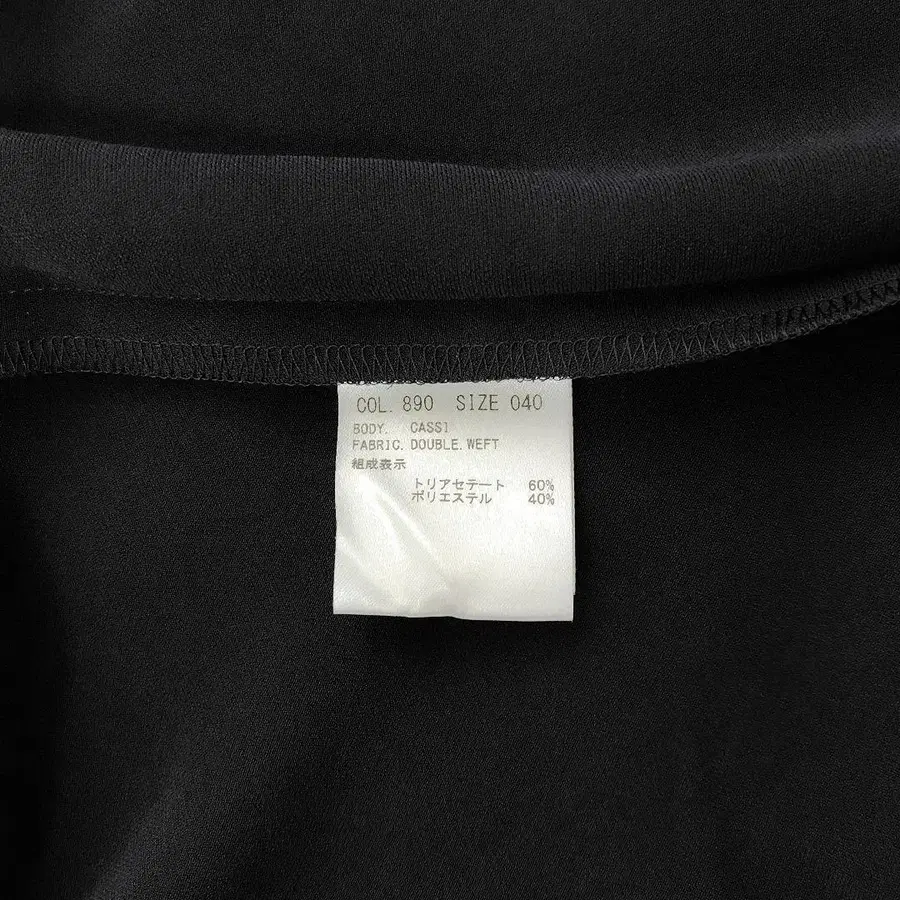 COL. 890 SIZE 040
BODY. CASSI
FABRIC. DOUBLE. WEFT
組成表示
トリアセテート 60%
ポリエステル 40%